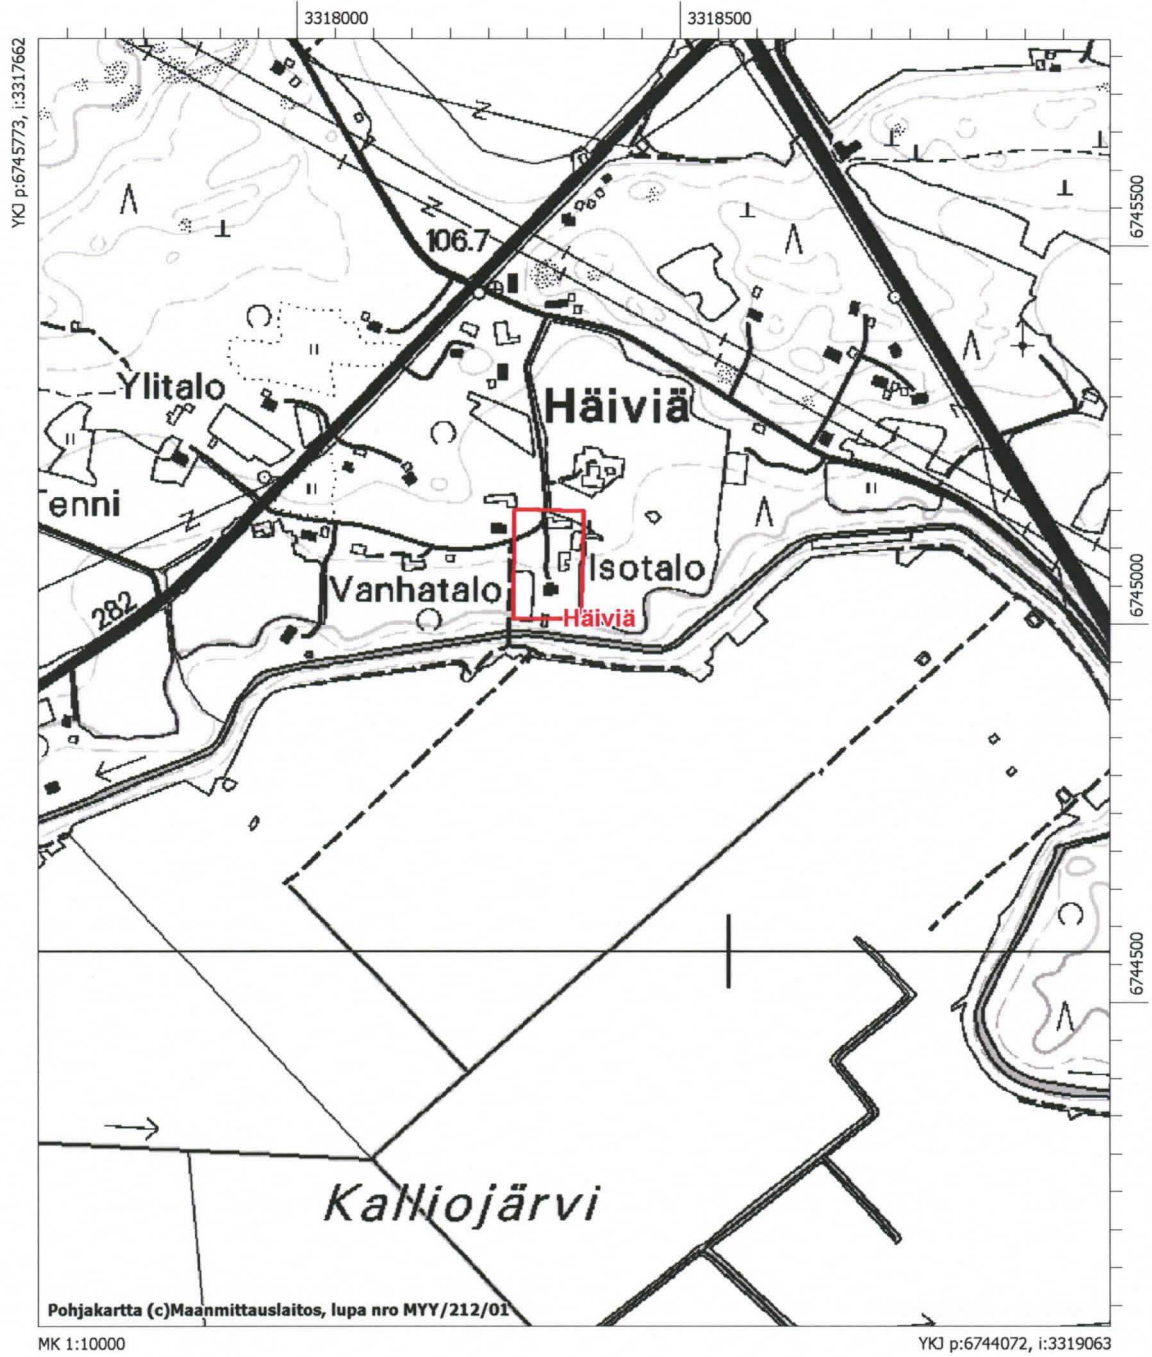 3318000
3318500
YKJ p:6745773, i:3317662
6745500
106.7
Ylitalo
Häiviä
Tenni
Isotalo
Vanhatalo
6745000
282
Häiviä
6744500
Kalliojärvi
Pohjakartta (c)Maanmittauslaitos, lupa nro MYY/212/01
MK 1:10000
YKJ p:6744072, i:3319063